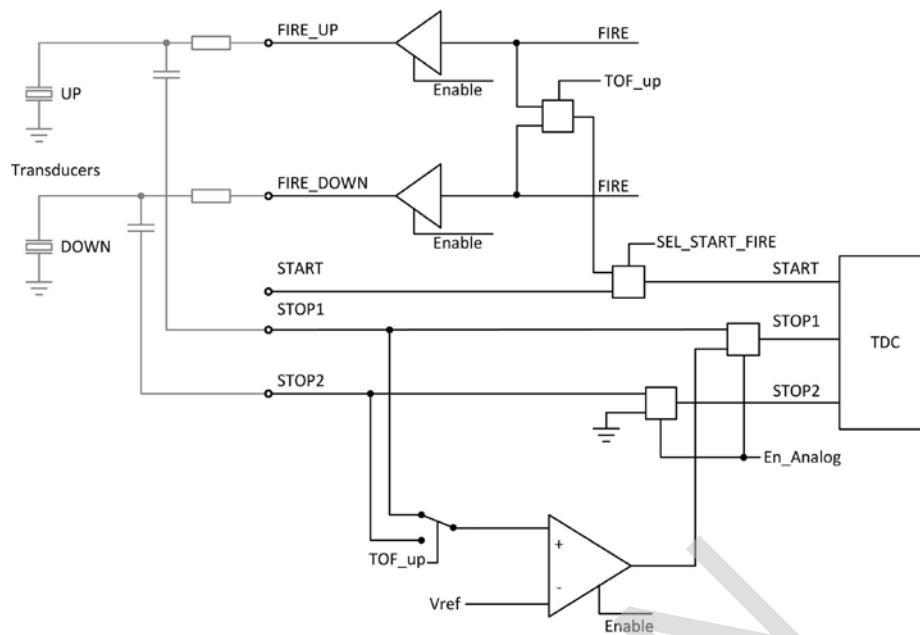 FIRE_UP
FIRE
Enable
TOF_up
UP
Transducers
FIRE_DOWN
FIRE
Enable
DOWN
SEL_START_FIRE
START
START
STOP1
STOP1
TDC
STOP2
STOP2
En_Analog
+
TOF_up
-
Vref
Enable